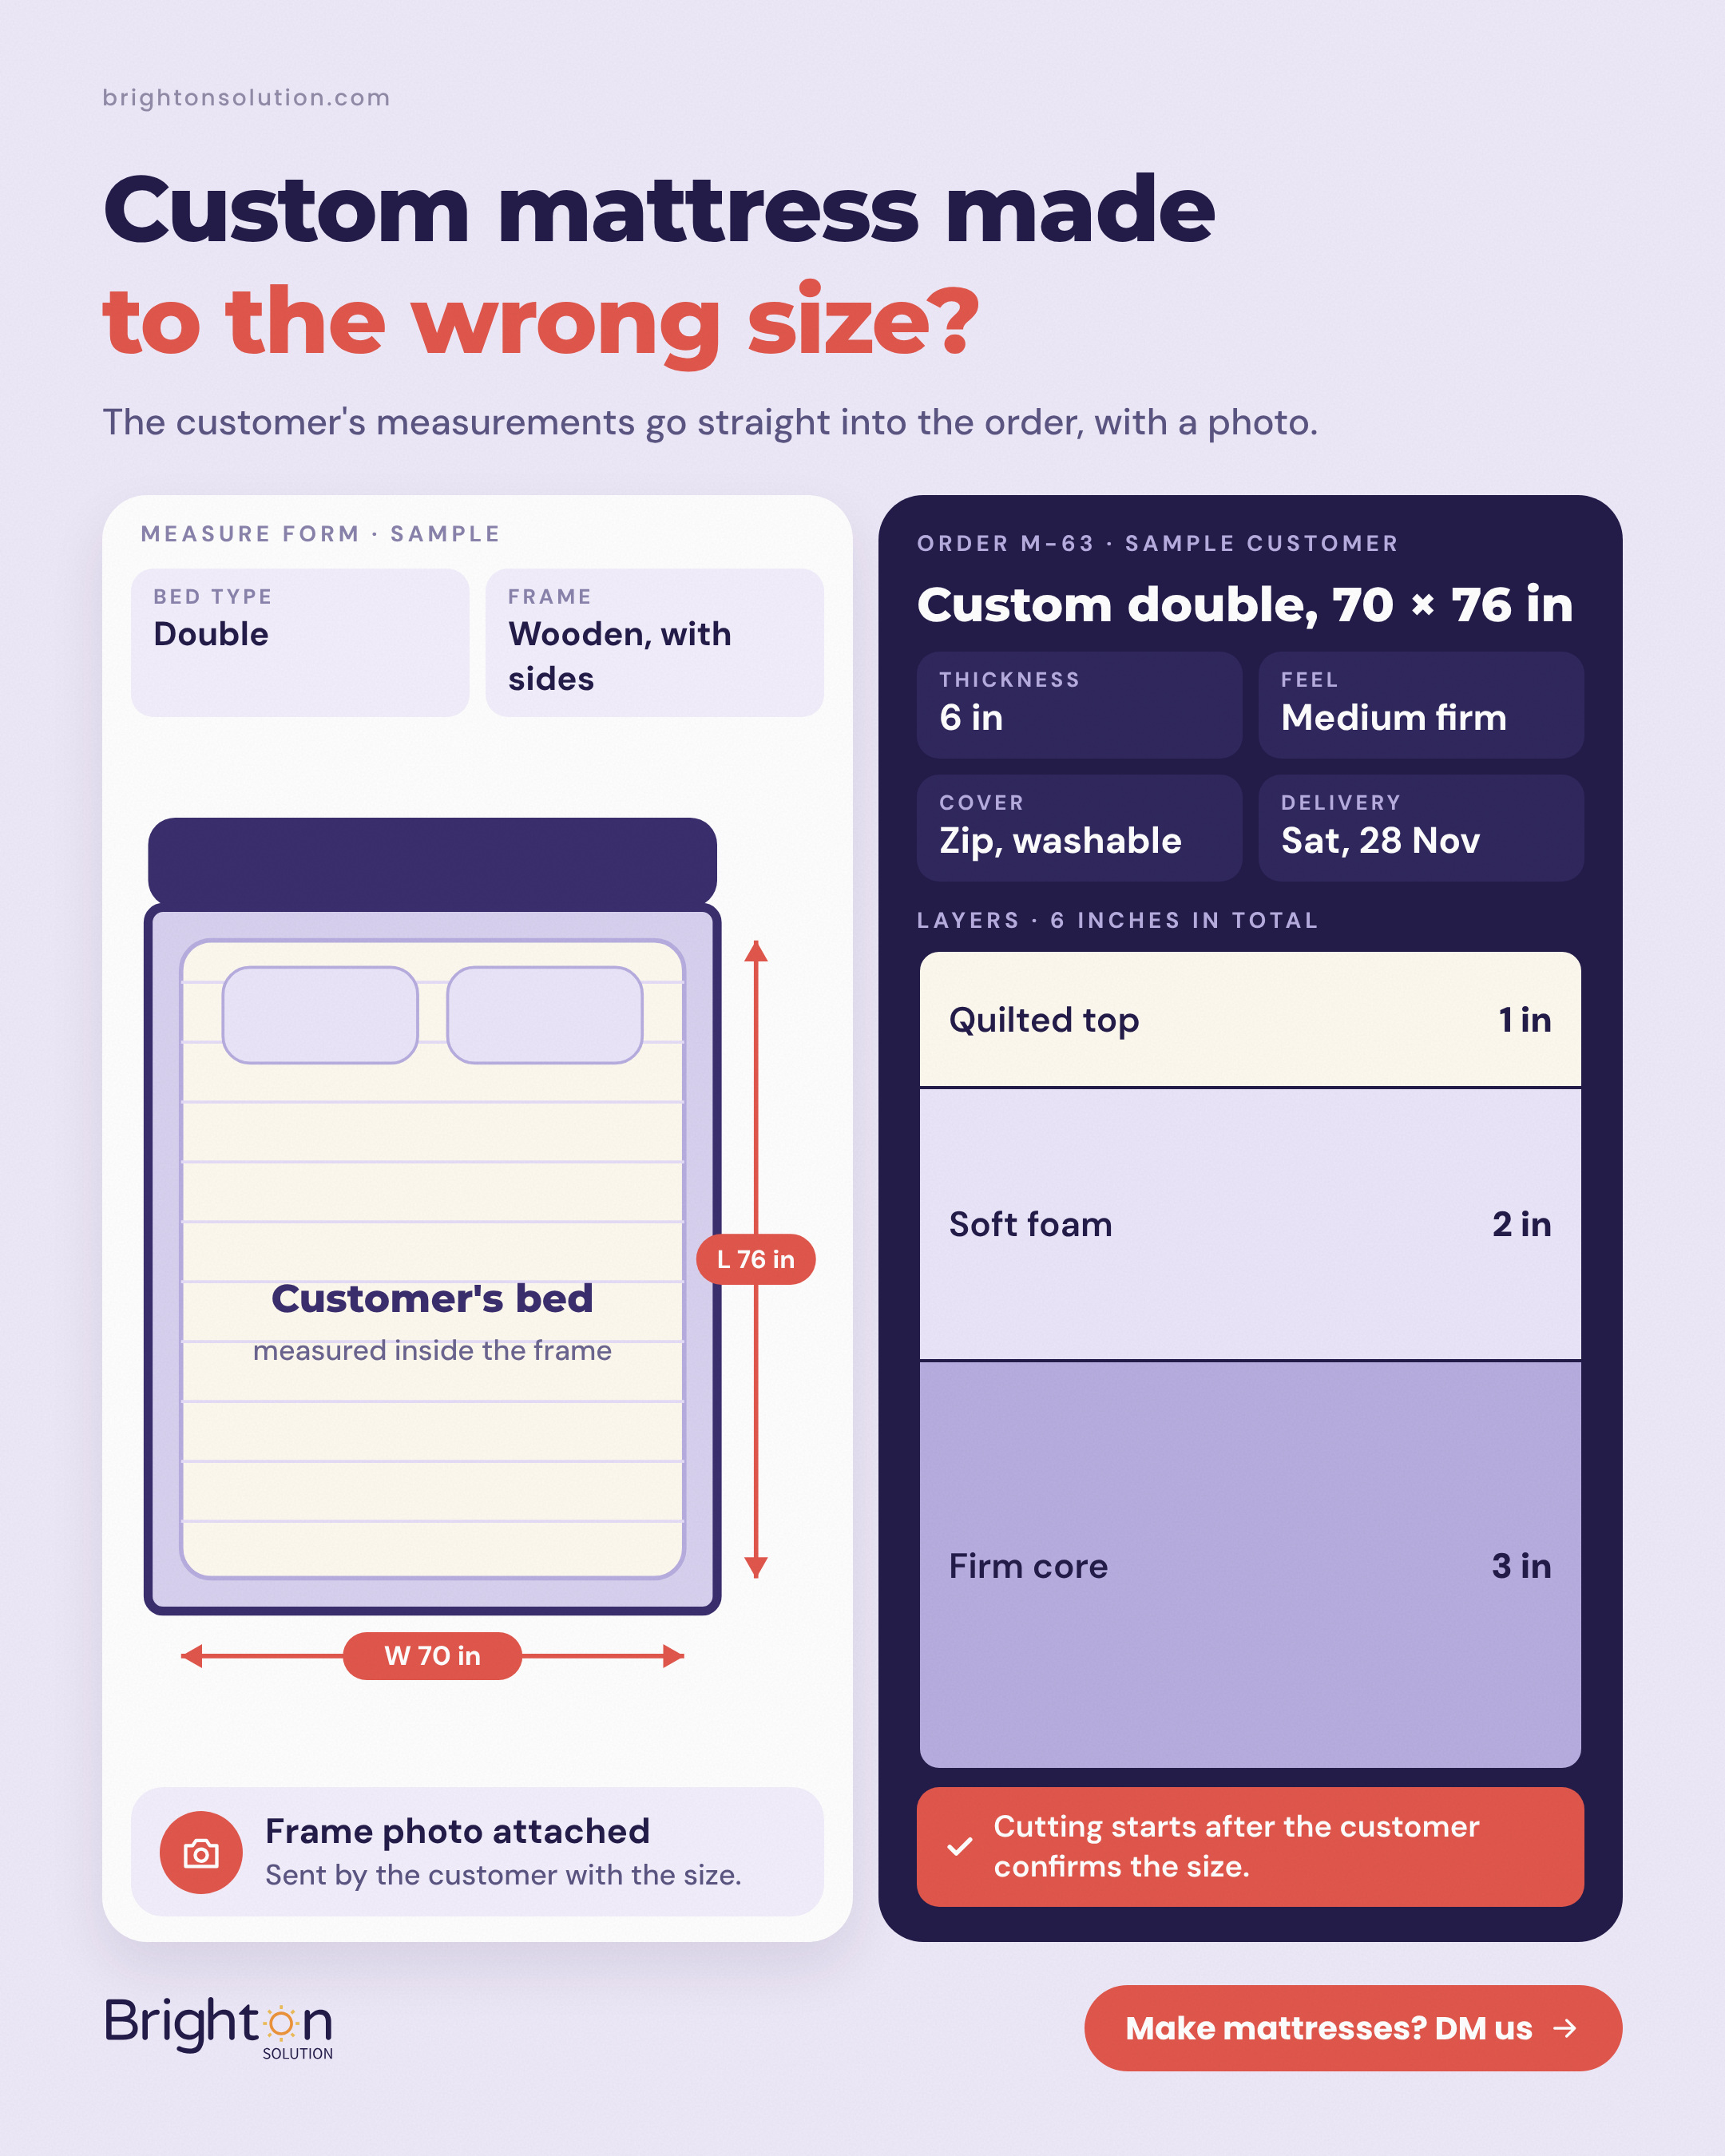 brightonsolution.com
Custom mattress made
to the wrong size?
The customer's measurements go straight into the order, with a photo.
MEASURE FORM · SAMPLE
BED TYPE
Double
FRAME
Wooden, with
sides
L 76 in
Customer's bed
measured inside the frame
W 70 in
Frame photo attached
Sent by the customer with the size.
ORDER M-63 · SAMPLE CUSTOMER
Custom double, 70 × 76 in
THICKNESS
6 in
FEEL
Medium firm
COVER
Zip, washable
DELIVERY
Sat, 28 Nov
LAYERS · 6 INCHES IN TOTAL
Quilted top 1 in
Soft foam 2 in
Firm core 3 in
Cutting starts after the customer
confirms the size.
Brighton
SOLUTION
Make mattresses? DM us →